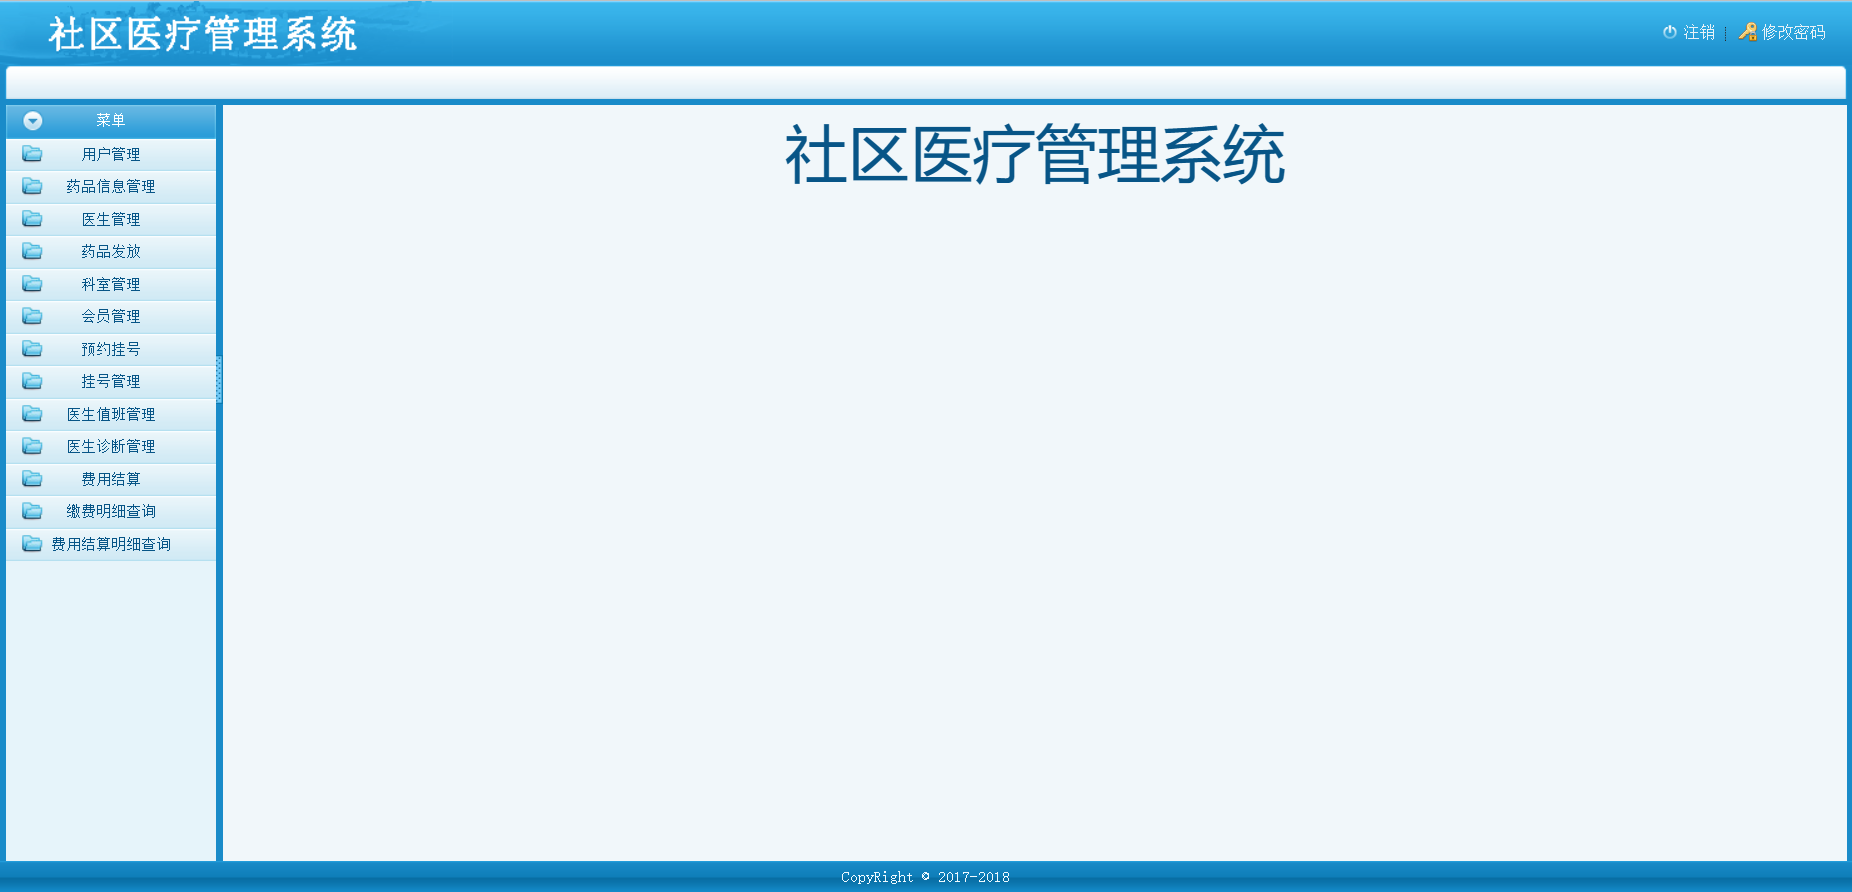 社区医疗管理系统
注销
修改密码
菜单
用户管理
药品信息管理
医生管理
药品发放
科室管理
会员管理
预约挂号
挂号管理
医生值班管理
医生诊断管理
费用结算
缴费明细查询
费用结算明细查询
社区医疗管理系统
CopyRight © 2017-2018